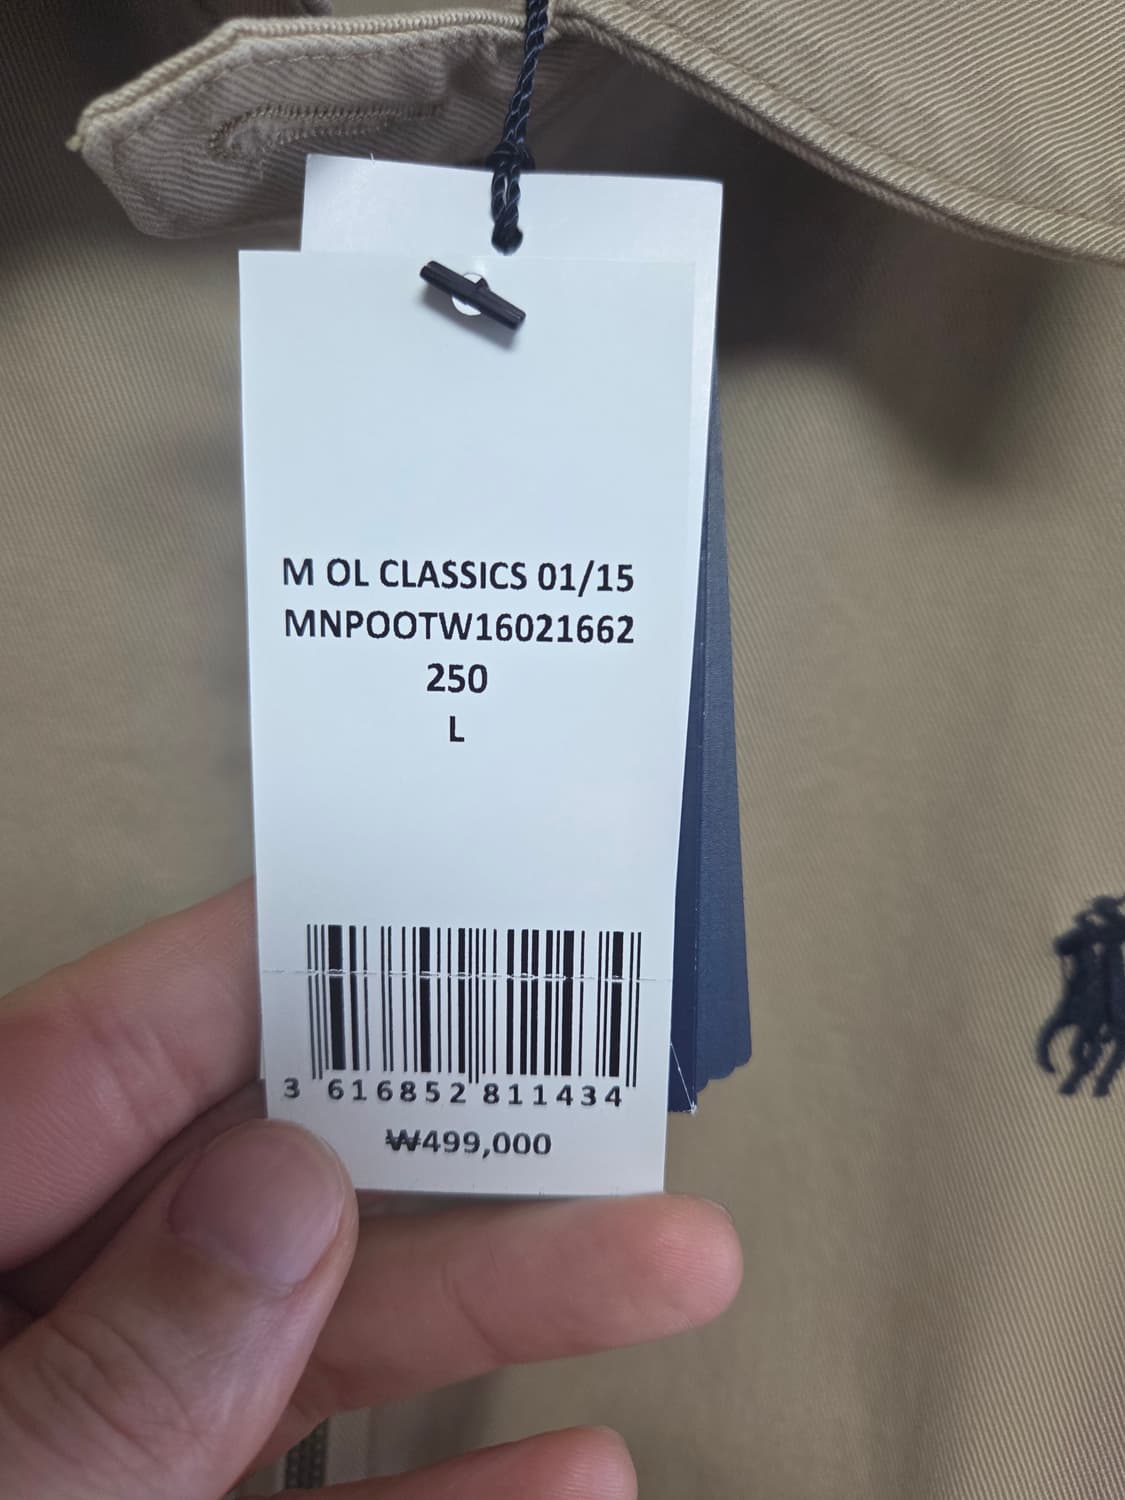 M OL CLASSICS 01/15
MNPOOTW16021662
250
L
3 616852 811434
₩499,000